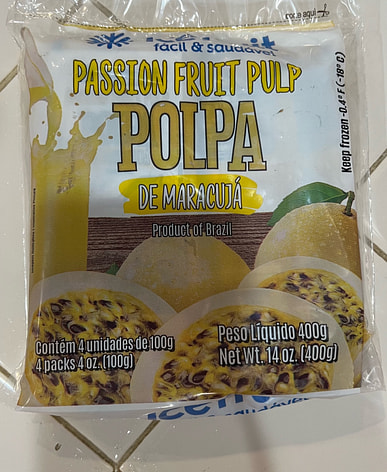 fácil & saudável
PASSION FRUIT PULP
POLPA
DE MARACUJÁ
Product of Brazil
Keep frozen -0.4° F (-18° C)
Contém 4 unidades de 100g
4 packs 4 oz. (100g)
Peso Líquido 400g
Net Wt. 14 oz. (400g)